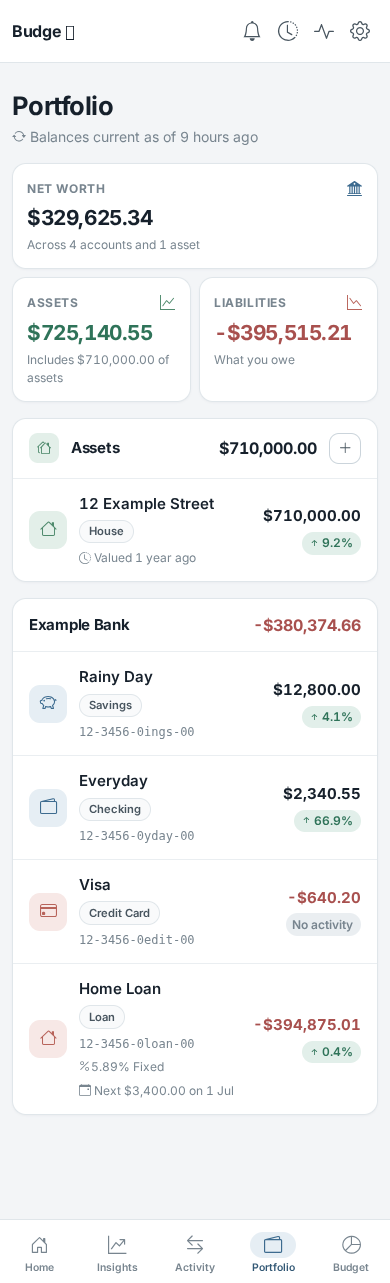 Budge
Portfolio
Balances current as of 9 hours ago
NET WORTH
$329,625.34
Across 4 accounts and 1 asset
ASSETS
$725,140.55
Includes $710,000.00 of
assets
LIABILITIES
-$395,515.21
What you owe
Assets
$710,000.00
12 Example Street
House
Valued 1 year ago
$710,000.00
↑ 9.2%
Example Bank
-$380,374.66
Rainy Day
Savings
12-3456-0ings-00
$12,800.00
↑ 4.1%
Everyday
Checking
12-3456-0yday-00
$2,340.55
↑ 66.9%
Visa
Credit Card
12-3456-0edit-00
-$640.20
No activity
Home Loan
Loan
12-3456-0loan-00
5.89% Fixed
Next $3,400.00 on 1 Jul
-$394,875.01
↑ 0.4%
Home
Insights
Activity
Portfolio
Budget